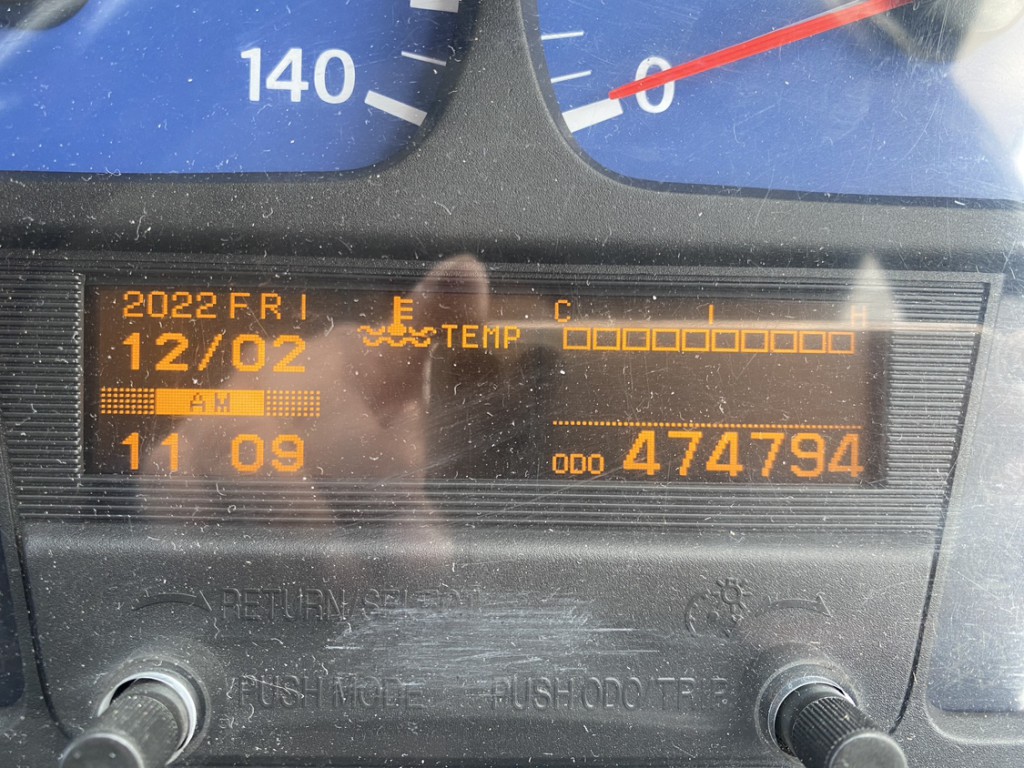 140
0
2022 FRI
12/02
AM
11 09
TEMP
C I H
ODO 474794
RETURN/SELECT
PUSH MODE
PUSH ODO/TRIP